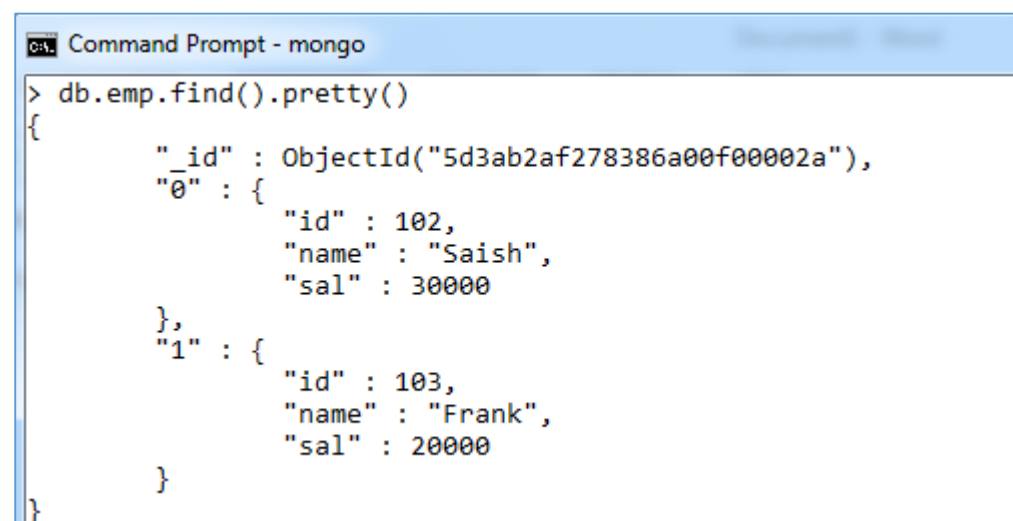 Command Prompt - mongo
> db.emp.find().pretty()
{
        "_id" : ObjectId("5d3ab2af278386a00f00002a"),
        "0" : {
                "id" : 102,
                "name" : "Saish",
                "sal" : 30000
        },
        "1" : {
                "id" : 103,
                "name" : "Frank",
                "sal" : 20000
        }
}